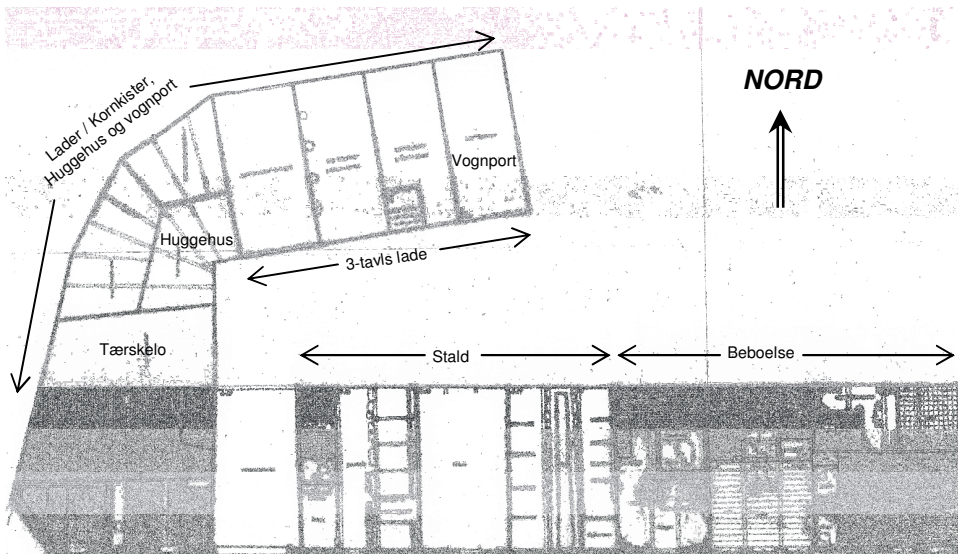 NORD
Lader / Kornkister,
Huggehus og vognport
Vognport
Huggehus
3-tavls lade
Tærskelo
Stald
Beboelse